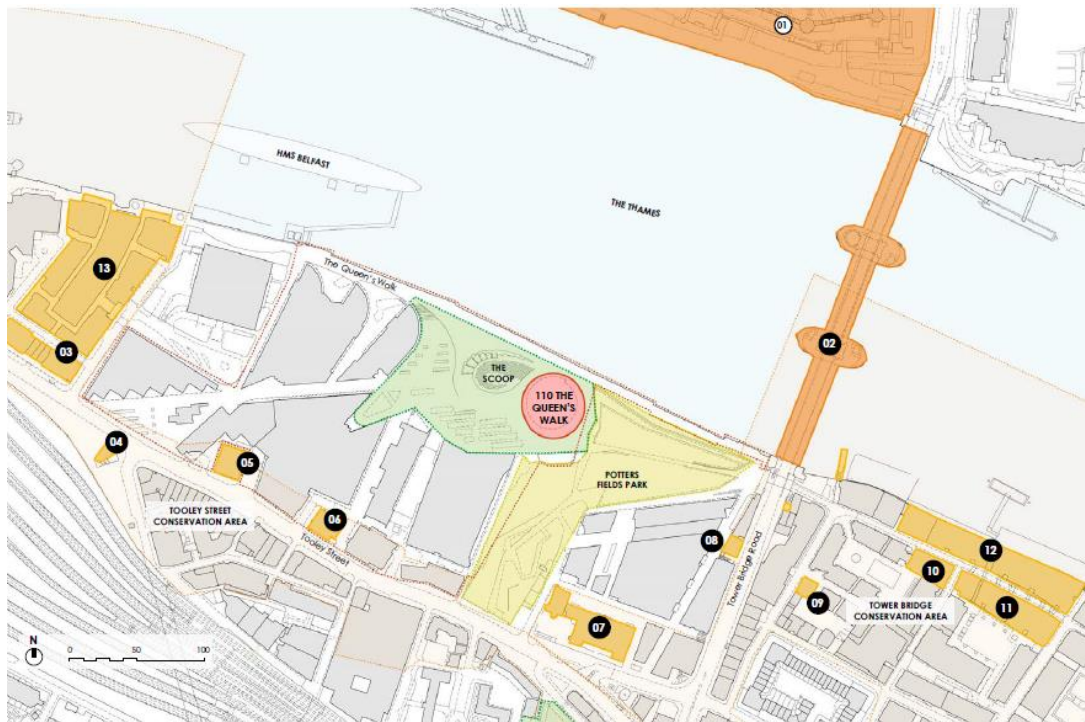 01
HMS BELFAST
THE THAMES
The Queen's Walk
13
03
02
THE
SCOOP
110 THE
QUEEN'S
WALK
04
05
POTTERS
FIELDS PARK
TOOLEY STREET
CONSERVATION AREA
06
Tooley Street
08
Tower Bridge Road
12
10
09
11
TOWER BRIDGE
CONSERVATION AREA
07
N
0 50 100